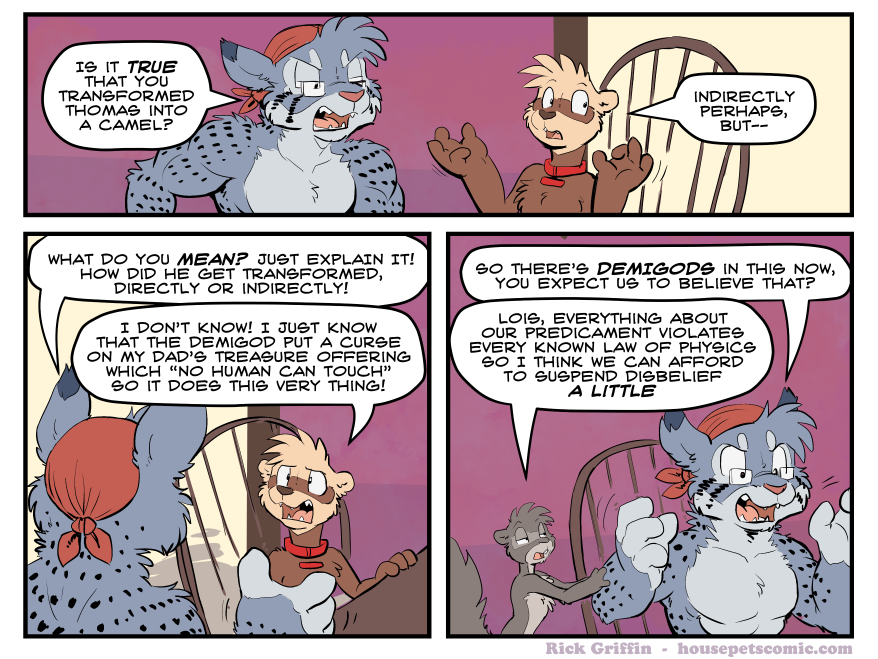 IS IT TRUE
THAT YOU
TRANSFORMED
THOMAS INTO
A CAMEL?
INDIRECTLY
PERHAPS,
BUT--
WHAT DO YOU MEAN? JUST EXPLAIN IT!
HOW DID HE GET TRANSFORMED,
DIRECTLY OR INDIRECTLY!
I DON'T KNOW! I JUST KNOW
THAT THE DEMIGOD PUT A CURSE
ON MY DAD'S TREASURE OFFERING
WHICH "NO HUMAN CAN TOUCH"
SO IT DOES THIS VERY THING!
SO THERE'S DEMIGODS IN THIS NOW,
YOU EXPECT US TO BELIEVE THAT?
LOIS, EVERYTHING ABOUT
OUR PREDICAMENT VIOLATES
EVERY KNOWN LAW OF PHYSICS
SO I THINK WE CAN AFFORD
TO SUSPEND DISBELIEF
A LITTLE
Rick Griffin - housepetscomic.com